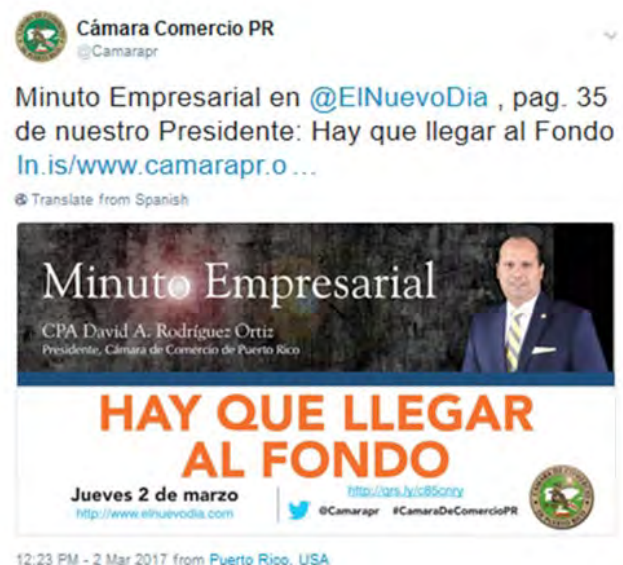 Cámara Comercio PR
@Camarapr
Minuto Empresarial en @ElNuevoDia , pag. 35
de nuestro Presidente: Hay que llegar al Fondo
ln.is/www.camarapr.o…
Translate from Spanish
Minuto Empresarial
CPA David A. Rodríguez Ortiz
Presidente, Cámara de Comercio de Puerto Rico
HAY QUE LLEGAR
AL FONDO
Jueves 2 de marzo
http://www.elnuevodia.com
@Camarapr #CamaraDeComercioPR
12:23 PM - 2 Mar 2017 from Puerto Rico, USA